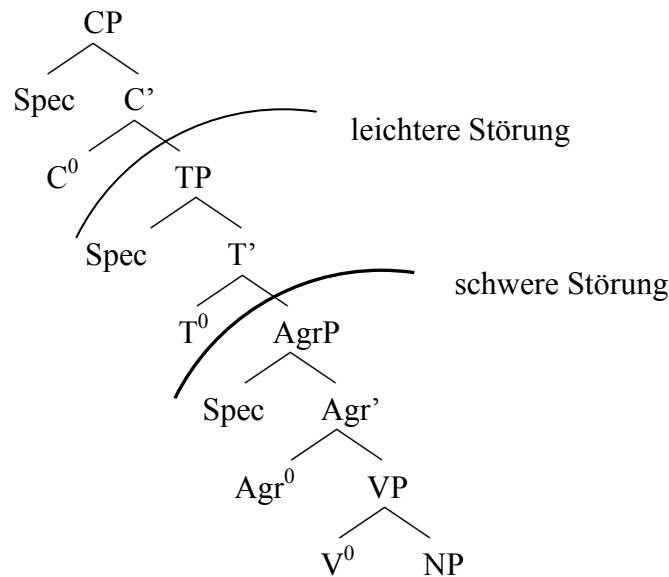 CP
Spec C’
leichtere Störung
C⁰ TP
Spec T’
schwere Störung
T⁰ AgrP
Spec Agr’
Agr⁰ VP
V⁰ NP